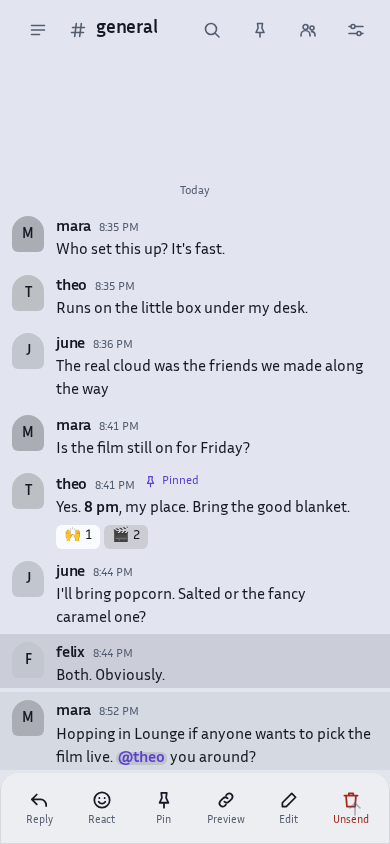 # general
Today
M
mara 8:35 PM
Who set this up? It's fast.
T
theo 8:35 PM
Runs on the little box under my desk.
J
june 8:36 PM
The real cloud was the friends we made along
the way
M
mara 8:41 PM
Is the film still on for Friday?
T
theo 8:41 PM Pinned
Yes. 8 pm, my place. Bring the good blanket.
🙌 1 🎬 2
J
june 8:44 PM
I'll bring popcorn. Salted or the fancy
caramel one?
F
felix 8:44 PM
Both. Obviously.
M
mara 8:52 PM
Hopping in Lounge if anyone wants to pick the
film live. @theo you around?
Reply React Pin Preview Edit Unsend